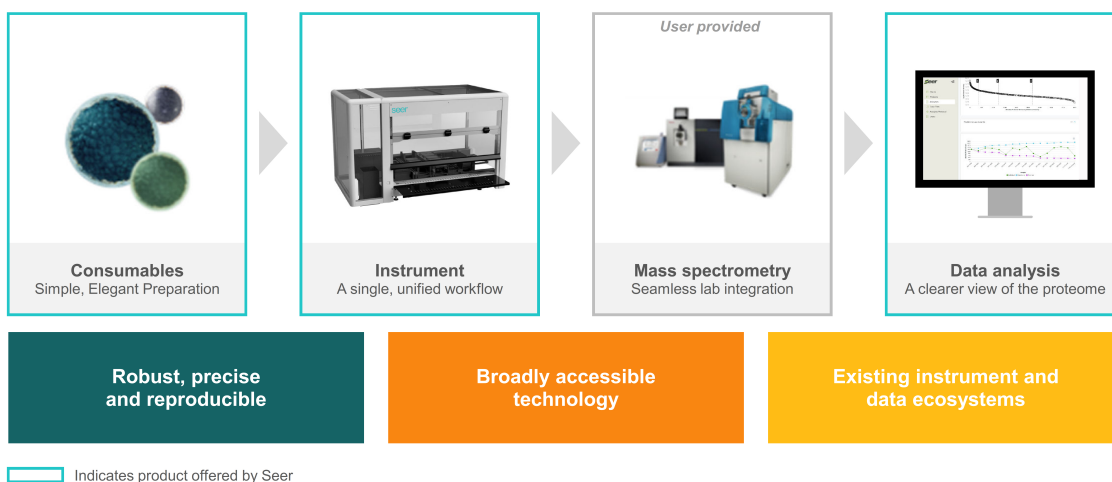 User provided
seer
Seer
Consumables
Simple, Elegant Preparation
Instrument
A single, unified workflow
Mass spectrometry
Seamless lab integration
Data analysis
A clearer view of the proteome
Robust, precise
and reproducible
Broadly accessible
technology
Existing instrument and
data ecosystems
Indicates product offered by Seer